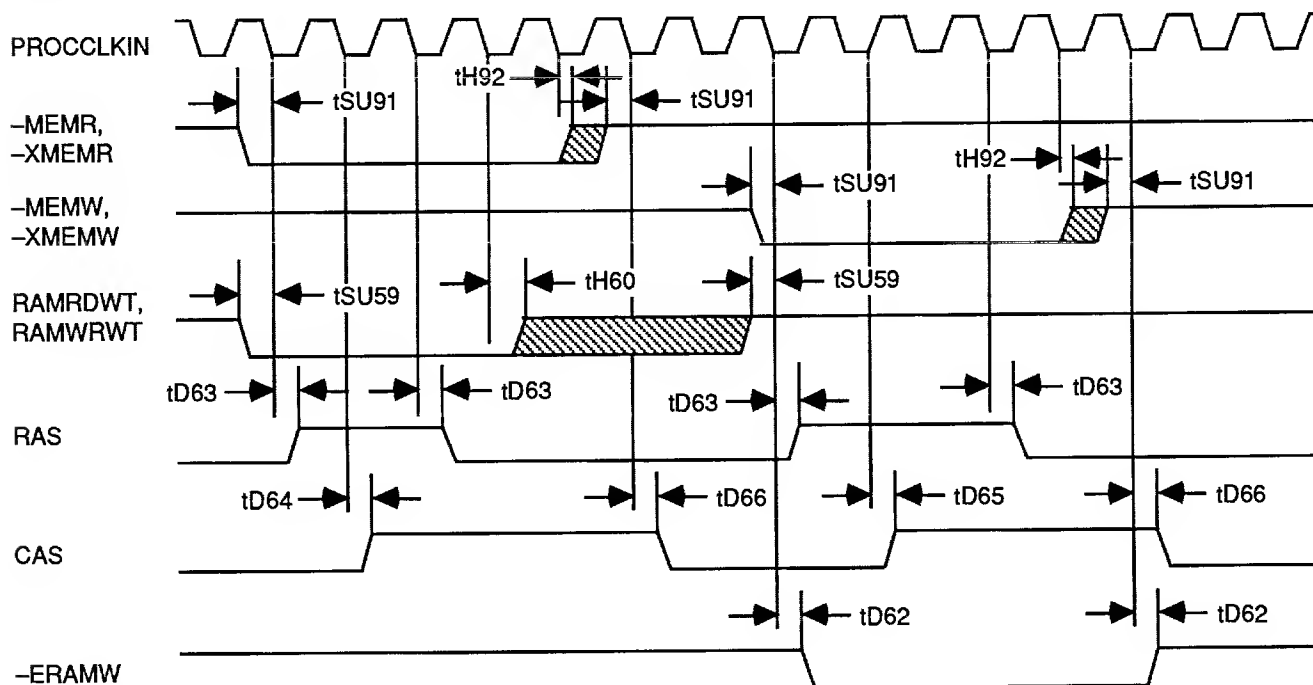 PROCCLKIN
tH92
tSU91
tSU91
–MEMR,
–XMEMR
tH92
tSU91
tSU91
–MEMW,
–XMEMW
tH60
tSU59
tSU59
RAMRDWT,
RAMWRWT
tD63
tD63
tD63
tD63
RAS
tD64
tD66
tD65
tD66
CAS
tD62
tD62
–ERAMW